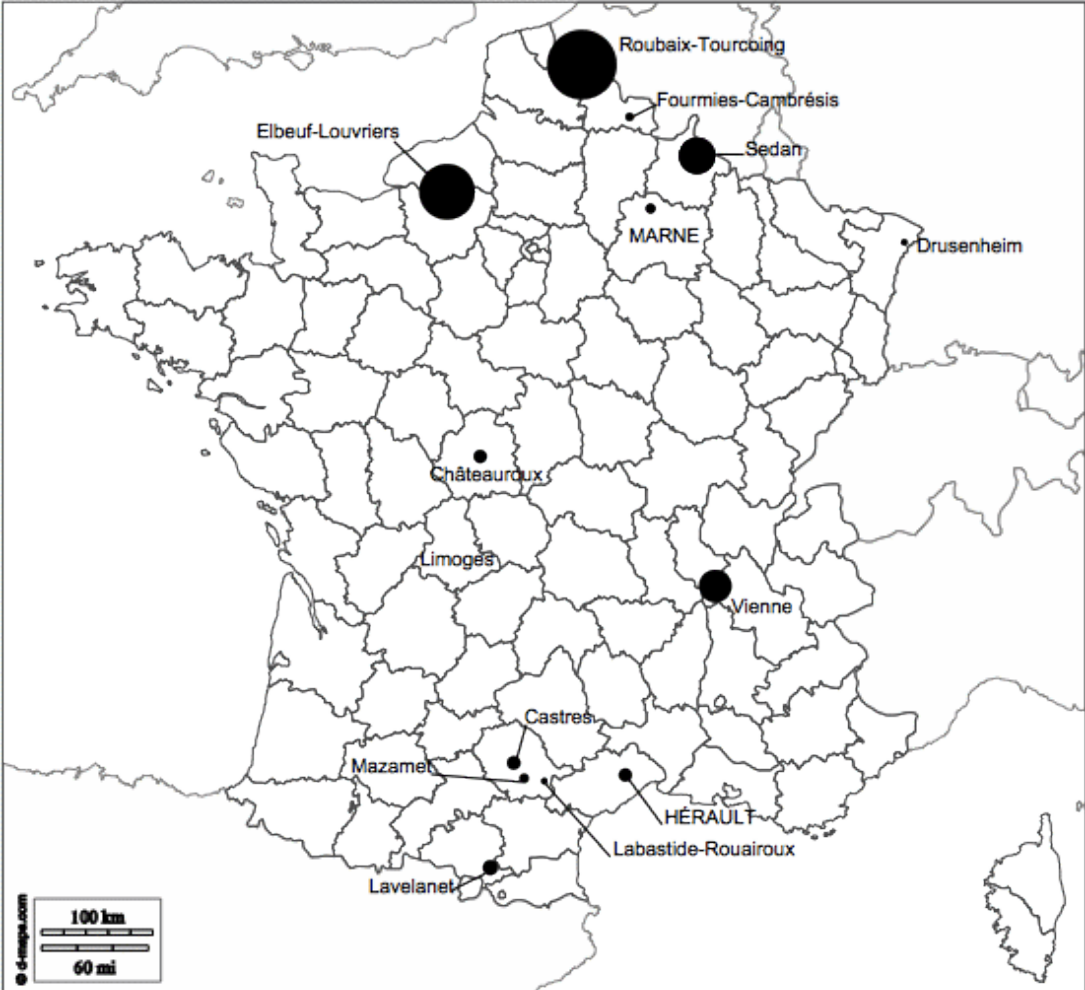 Roubaix-Tourcoing
Fourmies-Cambrésis
Elbeuf-Louvriers
Sedan
MARNE
Drusenheim
Châteauroux
Limoges
Vienne
Castres
Mazamet
HÉRAULT
Labastide-Rouairoux
Lavelanet
© d-maps.com
100 km
60 mi